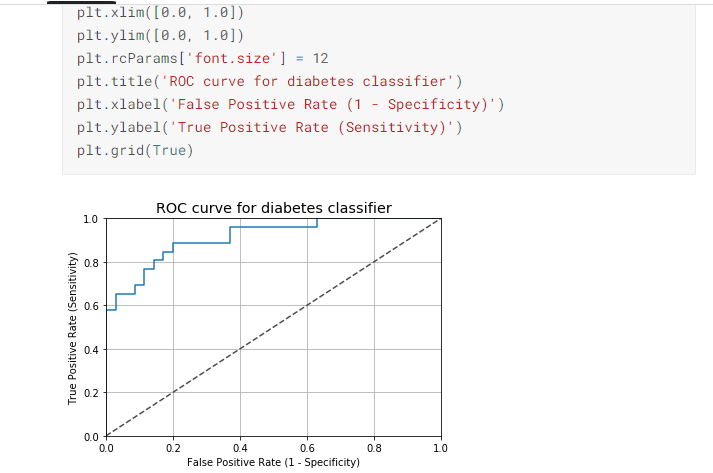 plt.xlim([0.0, 1.0])
plt.ylim([0.0, 1.0])
plt.rcParams['font.size'] = 12
plt.title('ROC curve for diabetes classifier')
plt.xlabel('False Positive Rate (1 - Specificity)')
plt.ylabel('True Positive Rate (Sensitivity)')
plt.grid(True)
ROC curve for diabetes classifier
True Positive Rate (Sensitivity)
1.0
0.8
0.6
0.4
0.2
0.0
0.0 0.2 0.4 0.6 0.8 1.0
False Positive Rate (1 - Specificity)